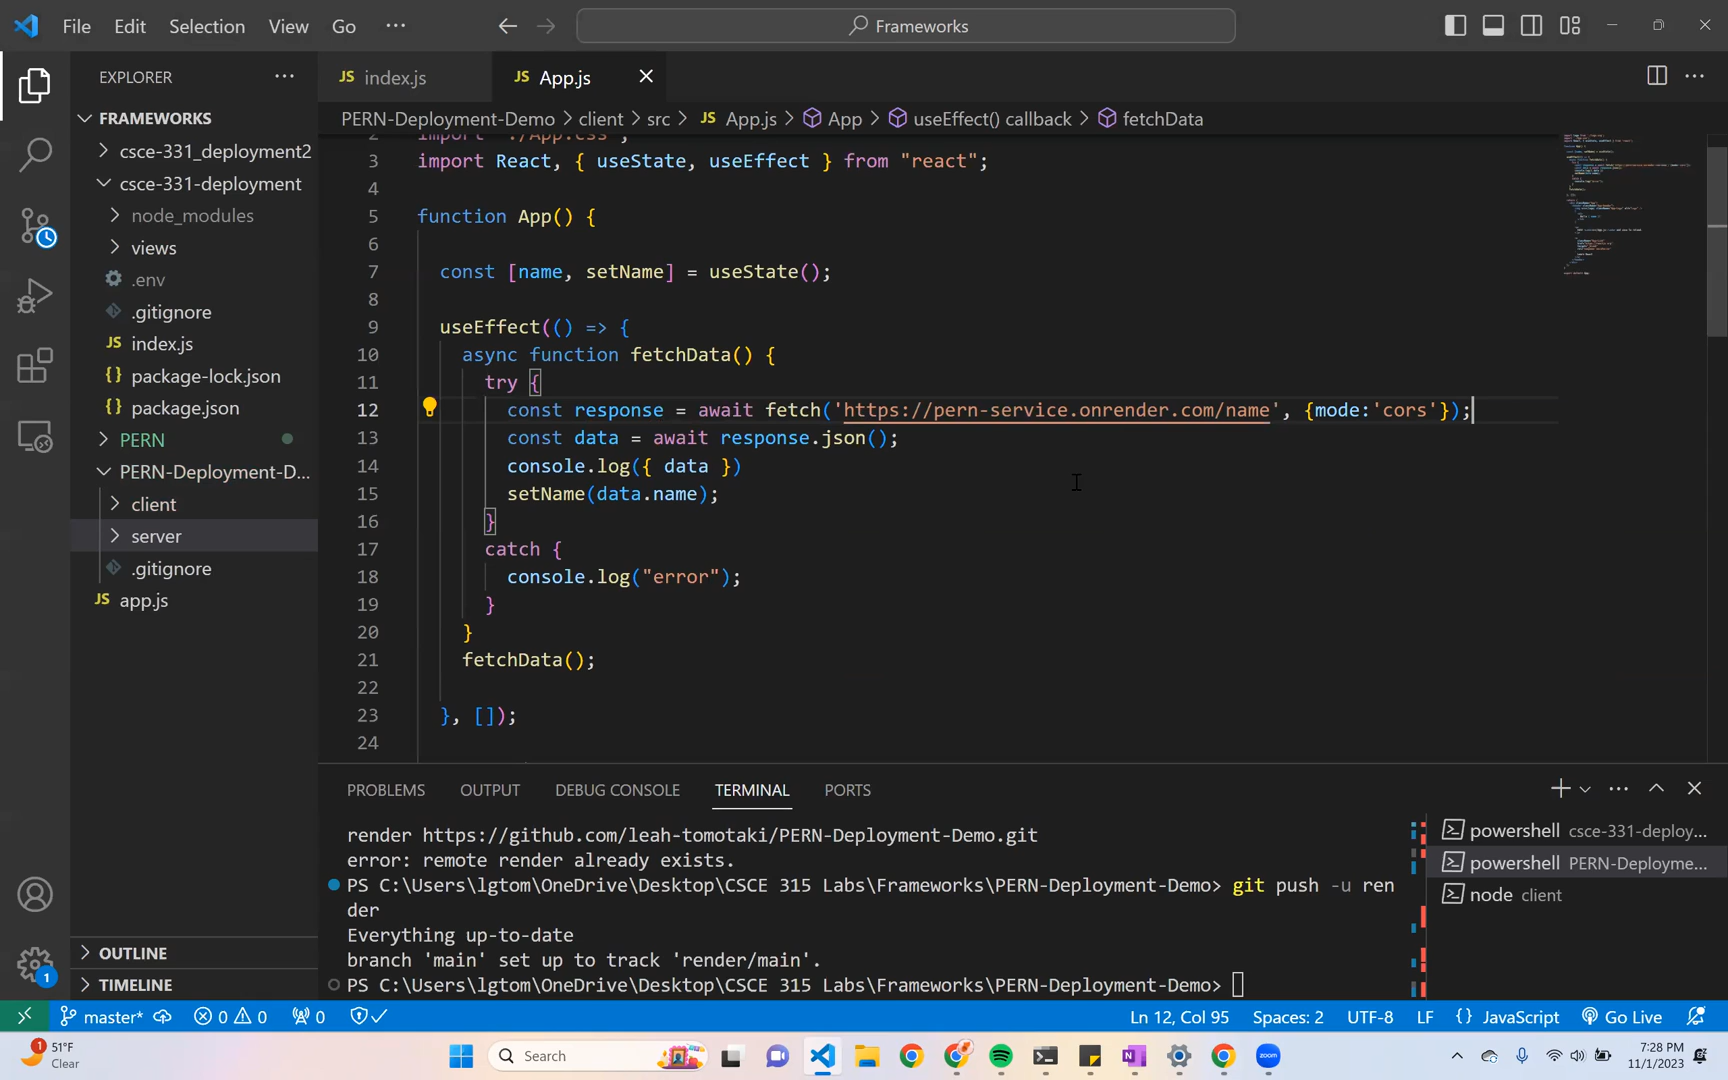 File Edit Selection View Go ··· Frameworks
EXPLORER ···
FRAMEWORKS
csce-331_deployment2
csce-331-deployment
node_modules
views
.env
.gitignore
index.js
package-lock.json
package.json
PERN
PERN-Deployment-D...
client
server
.gitignore
JS app.js
OUTLINE
TIMELINE
JS index.js
JS App.js
PERN-Deployment-Demo > client > src > JS App.js > App > useEffect() callback > fetchData
2 import './App.css';
3 import React, { useState, useEffect } from "react";
4
5 function App() {
6
7 const [name, setName] = useState();
8
9 useEffect(() => {
10 async function fetchData() {
11 try {
12 const response = await fetch('https://pern-service.onrender.com/name', {mode:'cors'});
13 const data = await response.json();
14 console.log({ data })
15 setName(data.name);
16 }
17 catch {
18 console.log("error");
19 }
20 }
21 fetchData();
22
23 }, []);
24
PROBLEMS OUTPUT DEBUG CONSOLE TERMINAL PORTS
render https://github.com/leah-tomotaki/PERN-Deployment-Demo.git
error: remote render already exists.
PS C:\Users\lgtom\OneDrive\Desktop\CSCE 315 Labs\Frameworks\PERN-Deployment-Demo> git push -u ren
der
Everything up-to-date
branch 'main' set up to track 'render/main'.
PS C:\Users\lgtom\OneDrive\Desktop\CSCE 315 Labs\Frameworks\PERN-Deployment-Demo>
powershell csce-331-deploy...
powershell PERN-Deployme...
node client
1
master* 0 0 0 Ln 12, Col 95 Spaces: 2 UTF-8 LF {} JavaScript Go Live
1 51°F
Clear
Search
7:28 PM
11/1/2023
zoom